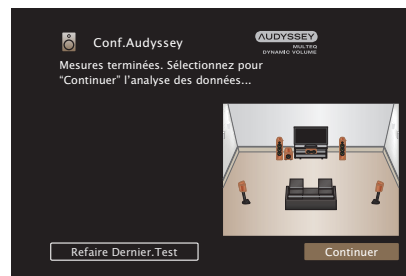 Conf.Audyssey
AUDYSSEY
MULTEQ
DYNAMIC VOLUME
Mesures terminées. Sélectionnez pour
“Continuer” l’analyse des données...
Refaire Dernier.Test
Continuer